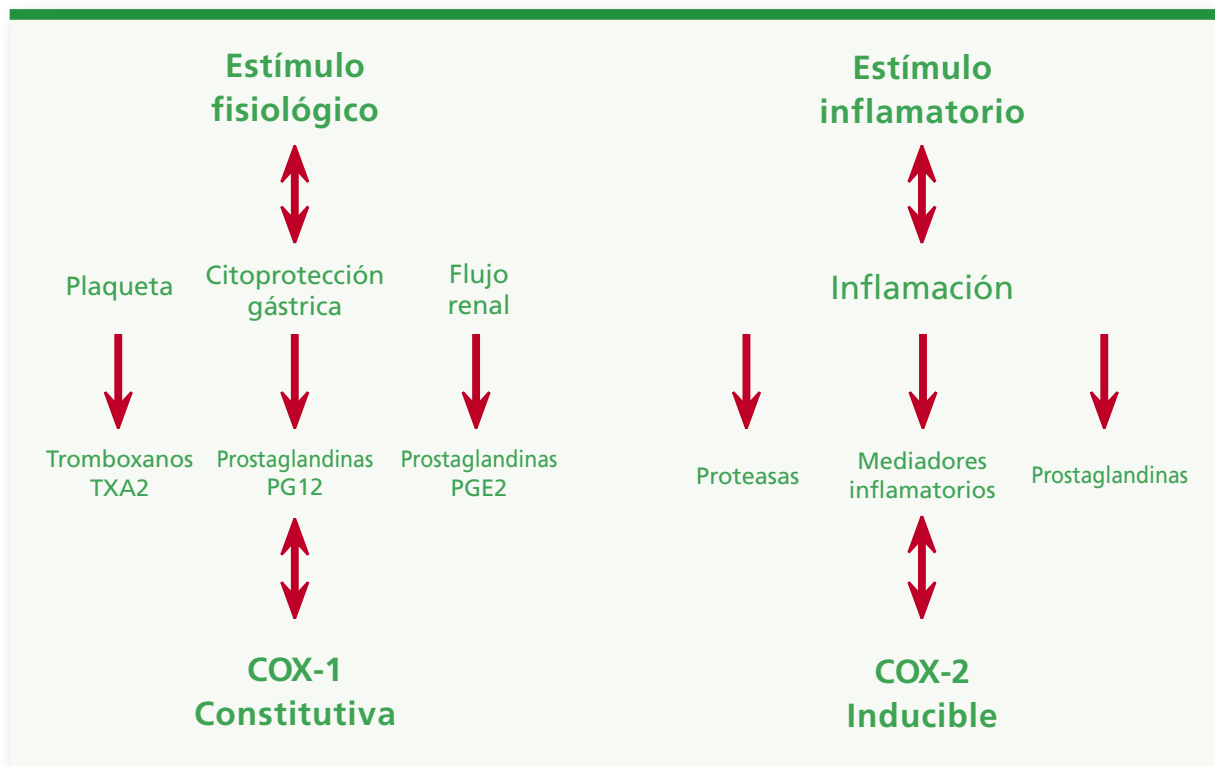 Estímulo
fisiológico
Plaqueta
Citoprotección
gástrica
Flujo
renal
Tromboxanos
TXA2
Prostaglandinas
PG12
Prostaglandinas
PGE2
COX-1
Constitutiva
Estímulo
inflamatorio
Inflamación
Proteasas
Mediadores
inflamatorios
Prostaglandinas
COX-2
Inducible